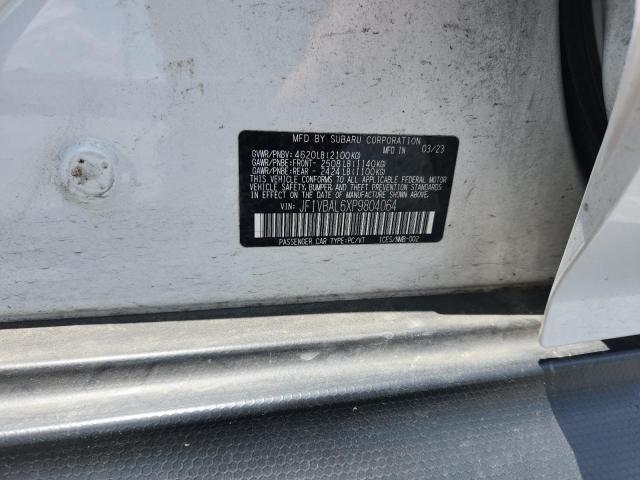 MFD BY SUBARU CORPORATION
GVWR/PNBV: 4620LB(2100KG) MFD IN 03/23
GAWR/PNBE:FRONT- 2508LB(1140KG)
GAWR/PNBE:REAR - 2424LB(1100KG)
THIS VEHICLE CONFORMS TO ALL APPLICABLE FEDERAL MOTOR
VEHICLE SAFETY, BUMPER, AND THEFT PREVENTION STANDARDS
IN EFFECT ON THE DATE OF MANUFACTURE SHOWN ABOVE.
VIN: JF1VBAL6XP9804064
PASSENGER CAR TYPE:PC/VT ICES/NMB-002